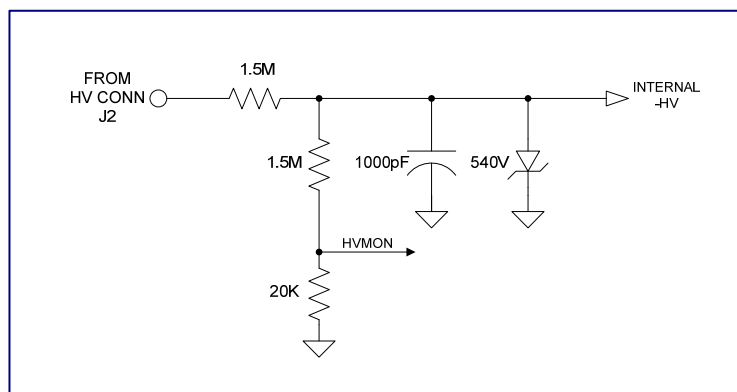 1.5M
FROM
HV CONN
J2
INTERNAL
-HV
1.5M
1000pF
540V
HVMON
20K